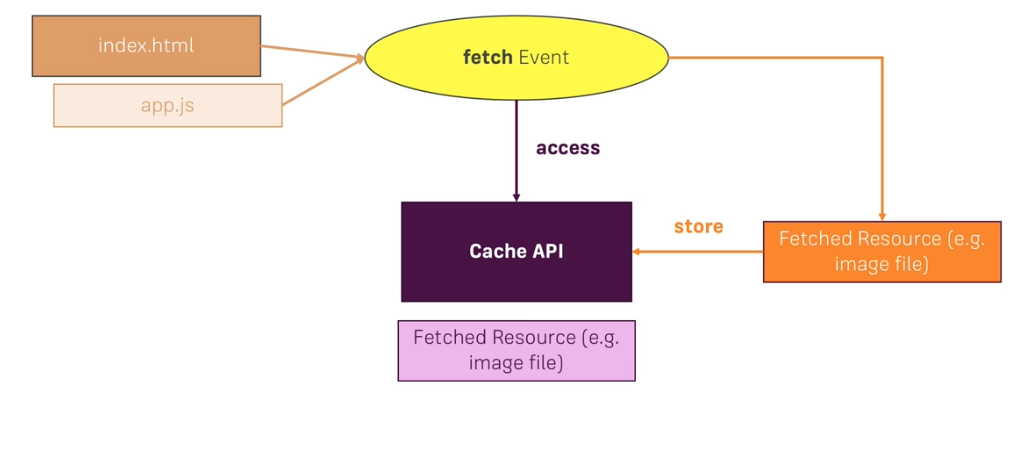 index.html
fetch Event
app.js
access
store
Fetched Resource (e.g.
image file)
Cache API
Fetched Resource (e.g.
image file)